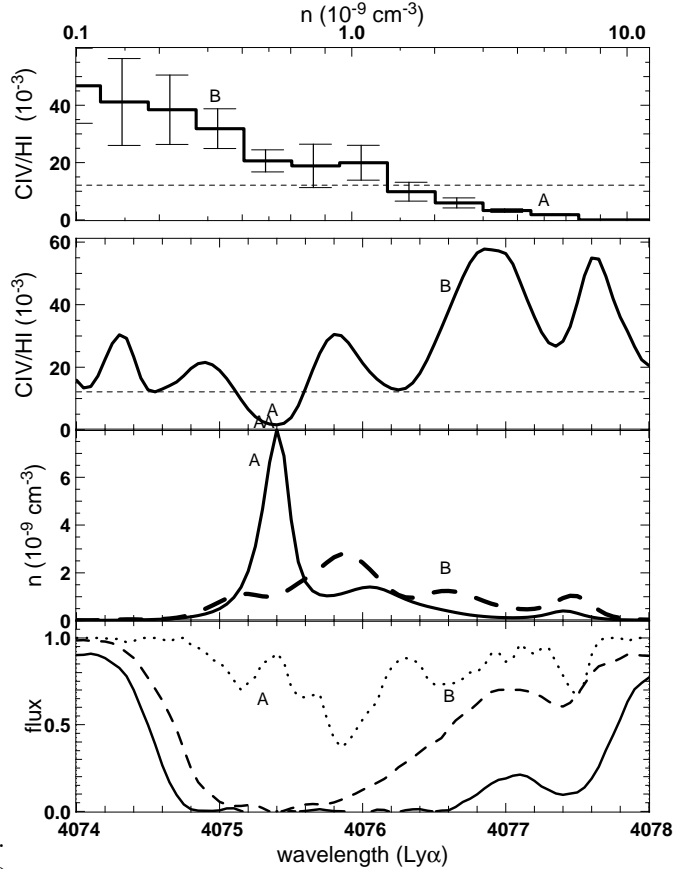 n (10-9 cm-3)
0.1 1.0 10.0
CIV/HI (10-3)
40
20
0
B
A
CIV/HI (10-3)
60
40
20
0
B
A
AA
n (10-9 cm-3)
6
4
2
0
A
B
flux
1.0
0.5
0.0
A
B
4074 4075 4076 4077 4078
wavelength (Lyα)